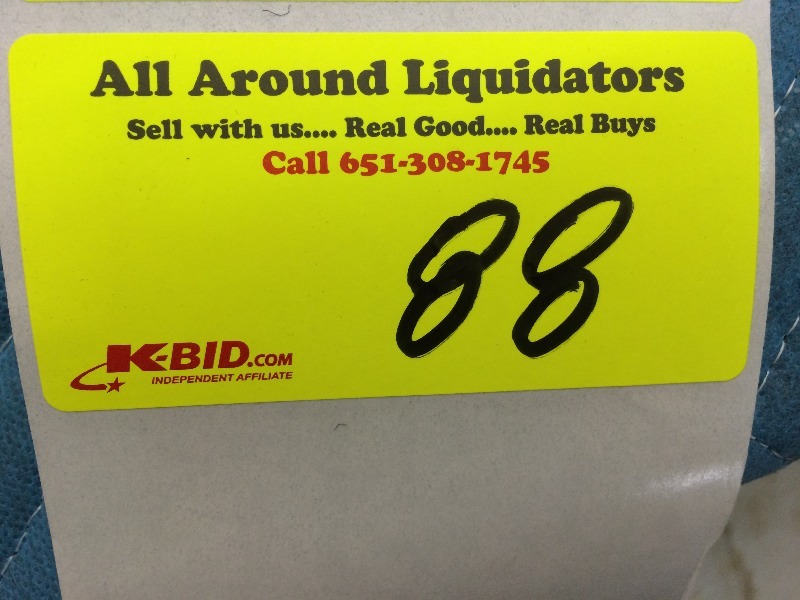 All Around Liquidators
Sell with us.... Real Good.... Real Buys
Call 651-308-1745
88
K-BID.COM
INDEPENDENT AFFILIATE